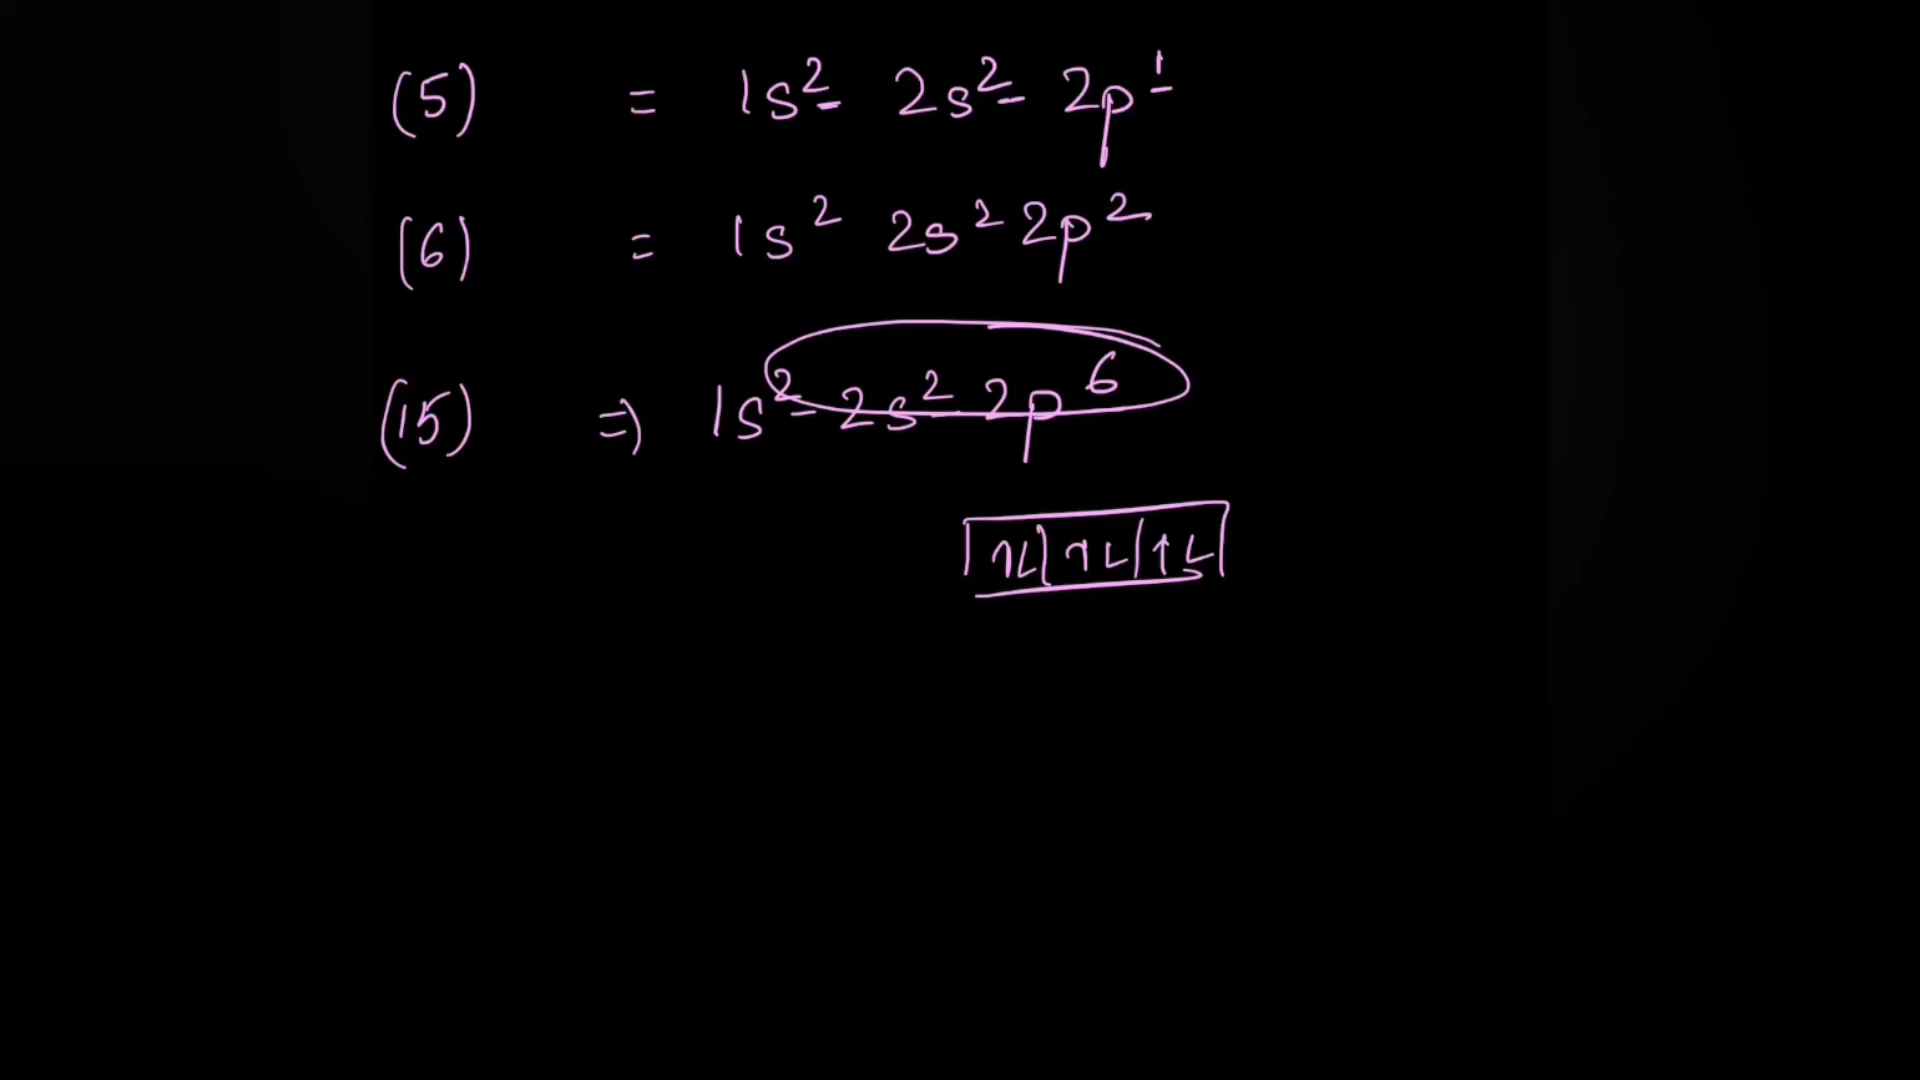 (5) = 1s² 2s² 2p¹
(6) = 1s² 2s² 2p²
(15) ⇒ 1s² 2s² 2p⁶
↑↓|↑↓|↑↓